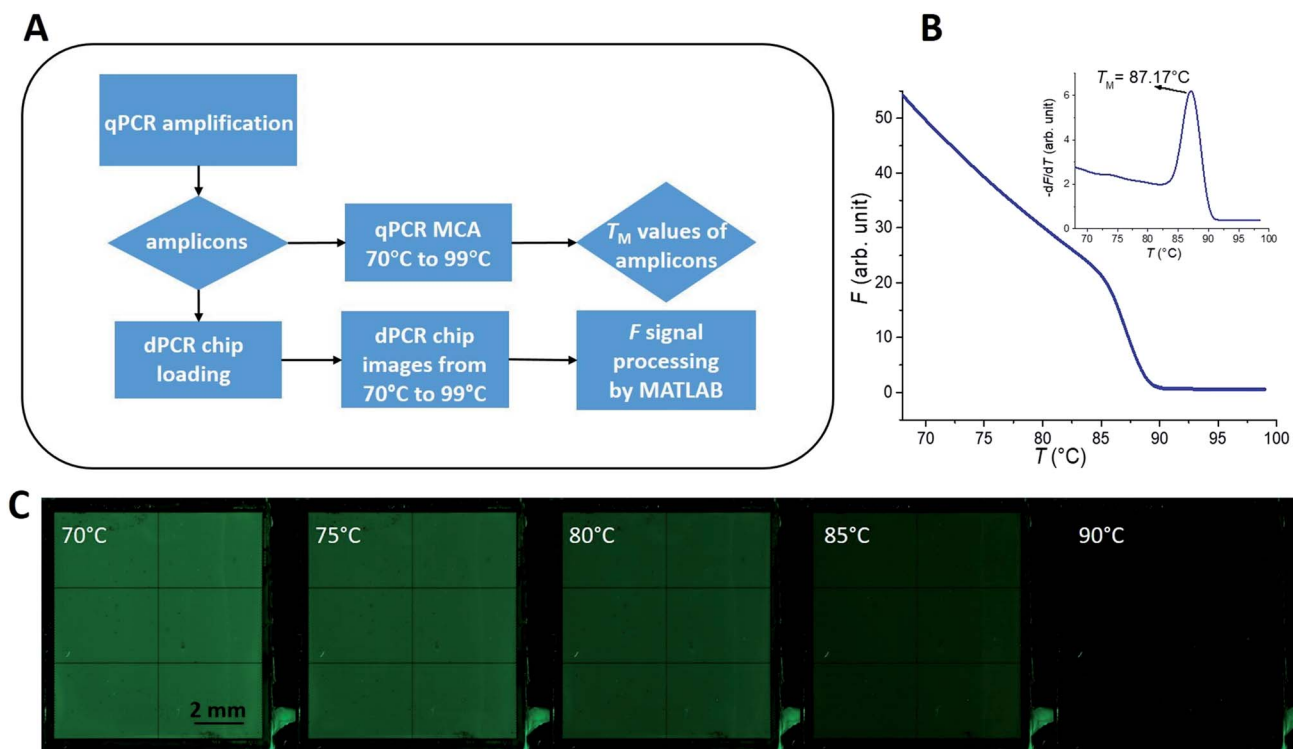 A
qPCR amplification
amplicons
qPCR MCA
70°C to 99°C
T_M values of
amplicons
dPCR chip
loading
dPCR chip
images from
70°C to 99°C
F signal
processing
by MATLAB
B
F (arb. unit)
50
40
30
20
10
0
70 75 80 85 90 95 100
T (°C)
T_M = 87.17°C
-dF/dT (arb. unit)
6
4
2
0
70 75 80 85 90 95 100
T (°C)
C
70°C
75°C
80°C
85°C
90°C
2 mm